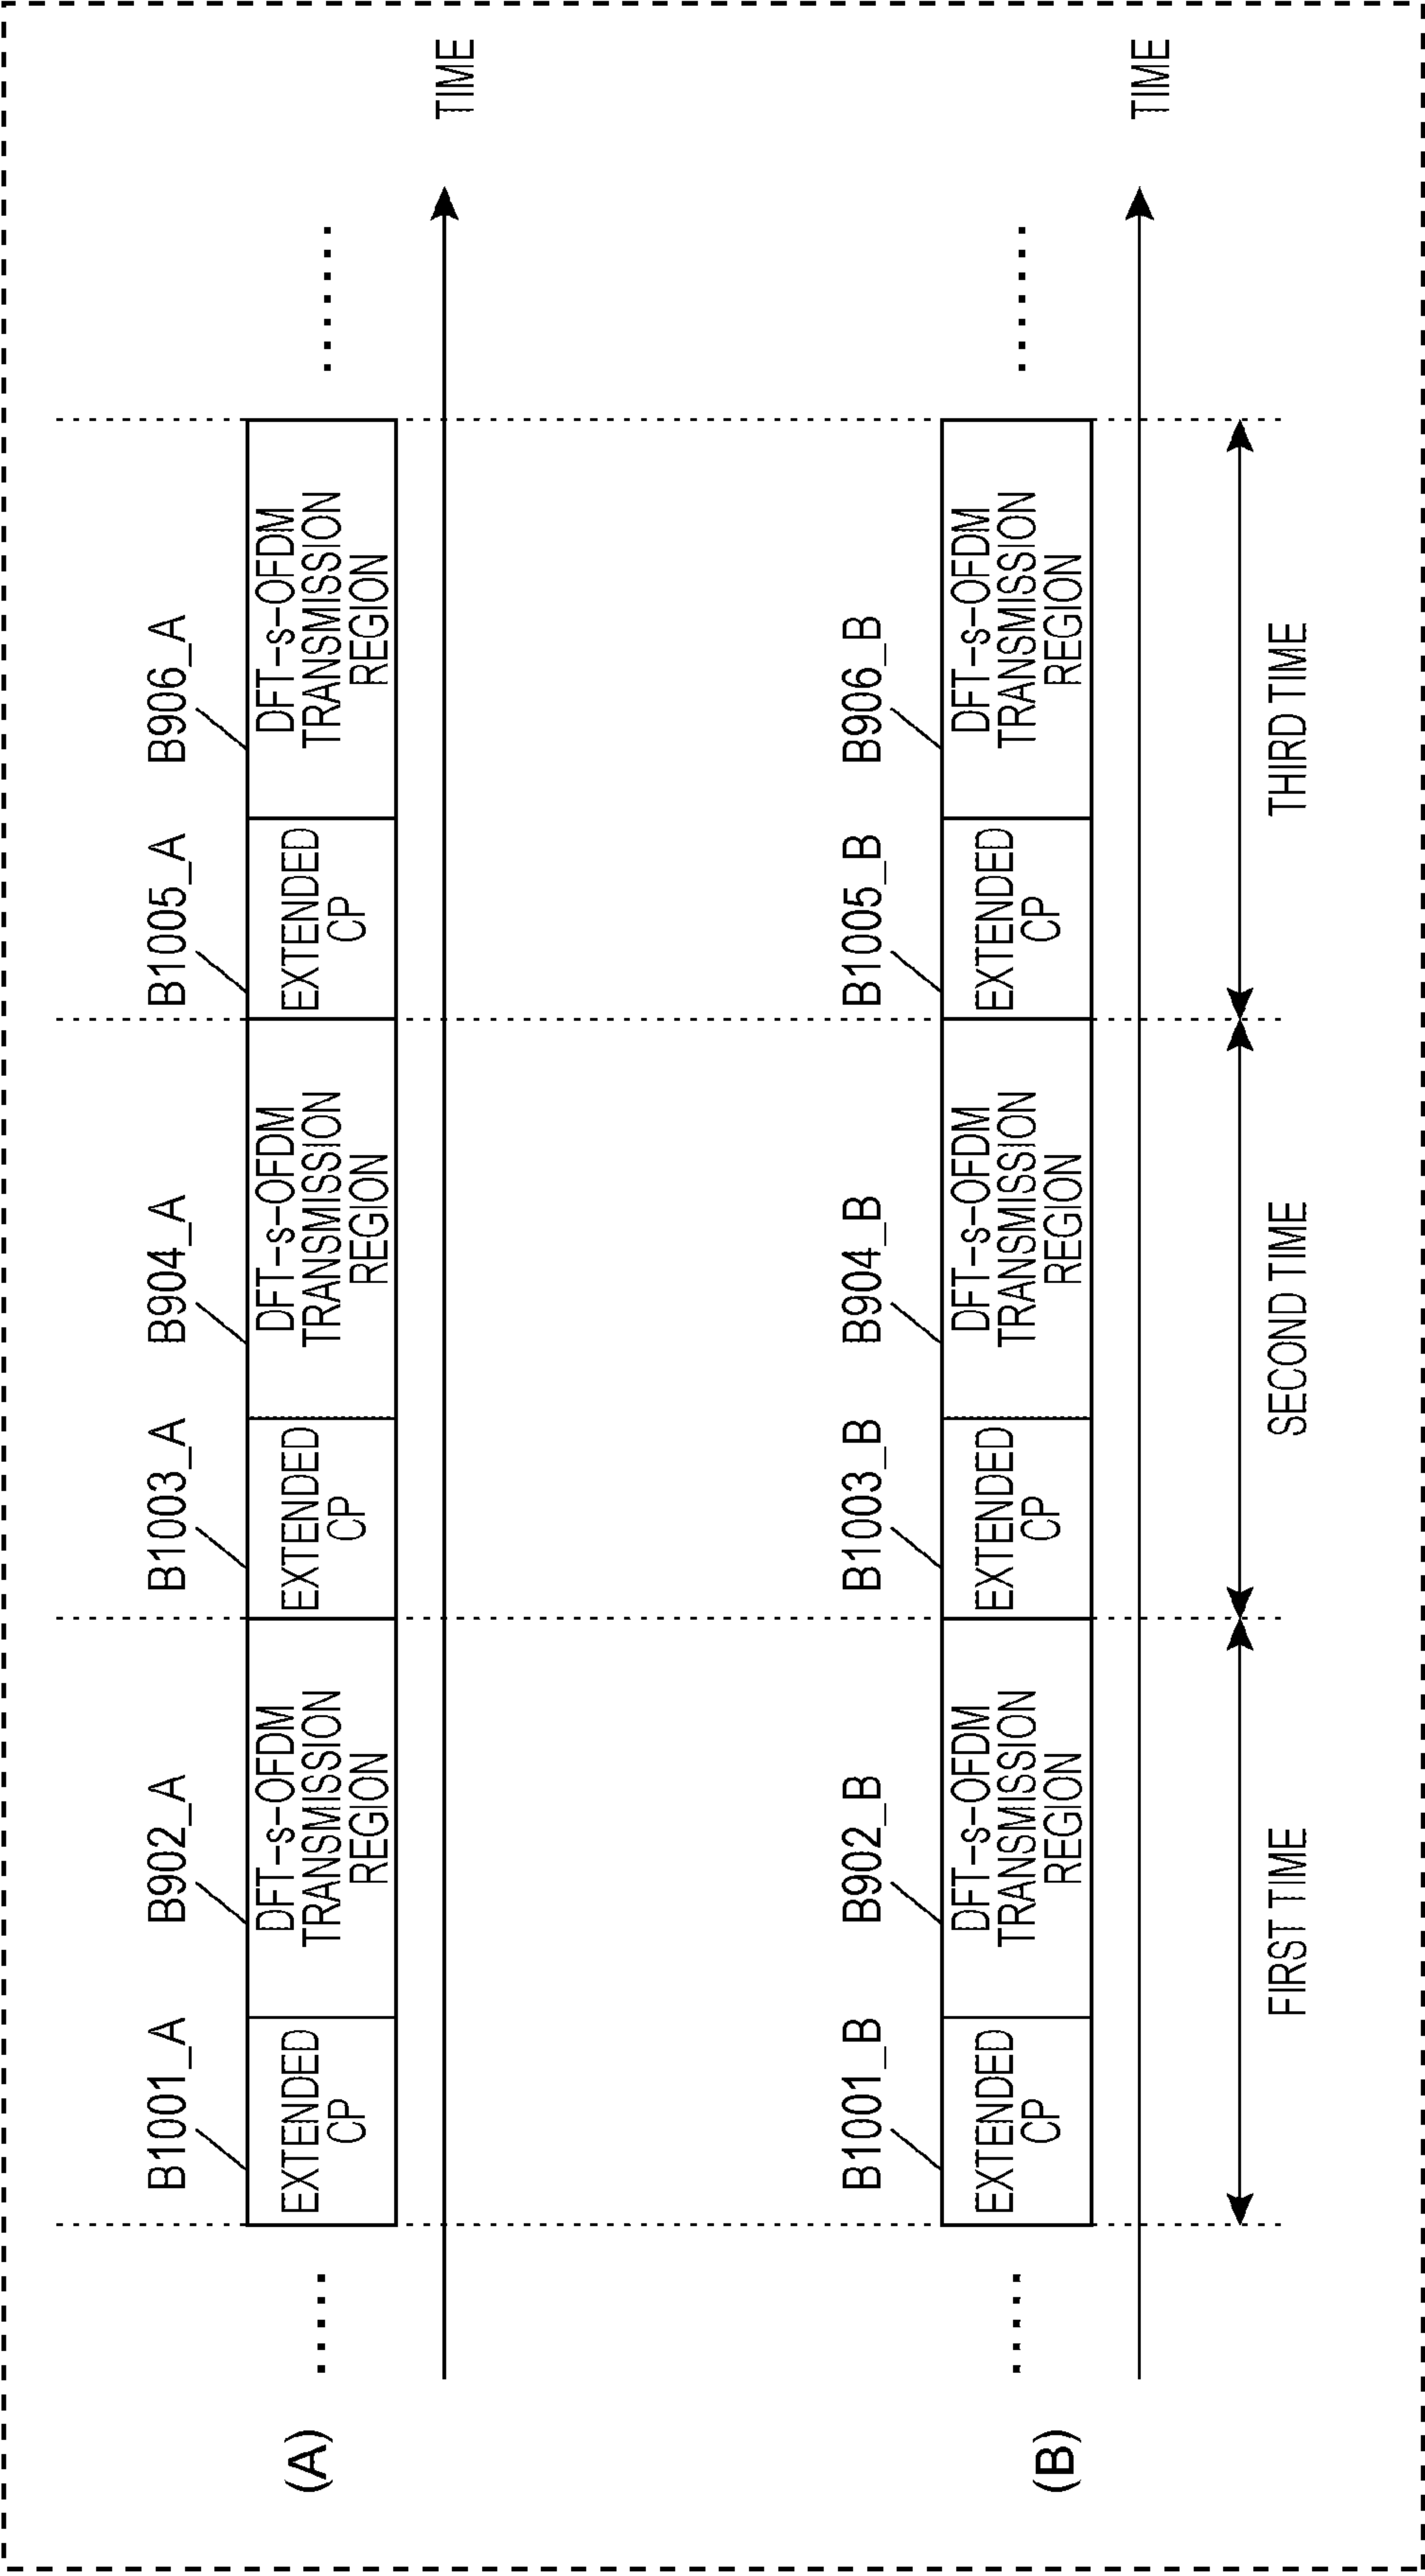 B1001_A B902_A B1003_A B904_A B1005_A B906_A
(A) ····· EXTENDED CP DFT-s-OFDM TRANSMISSION REGION EXTENDED CP DFT-s-OFDM TRANSMISSION REGION EXTENDED CP DFT-s-OFDM TRANSMISSION REGION ·······
TIME
B1001_B B902_B B1003_B B904_B B1005_B B906_B
(B) ····· EXTENDED CP DFT-s-OFDM TRANSMISSION REGION EXTENDED CP DFT-s-OFDM TRANSMISSION REGION EXTENDED CP DFT-s-OFDM TRANSMISSION REGION ·······
TIME
FIRST TIME SECOND TIME THIRD TIME